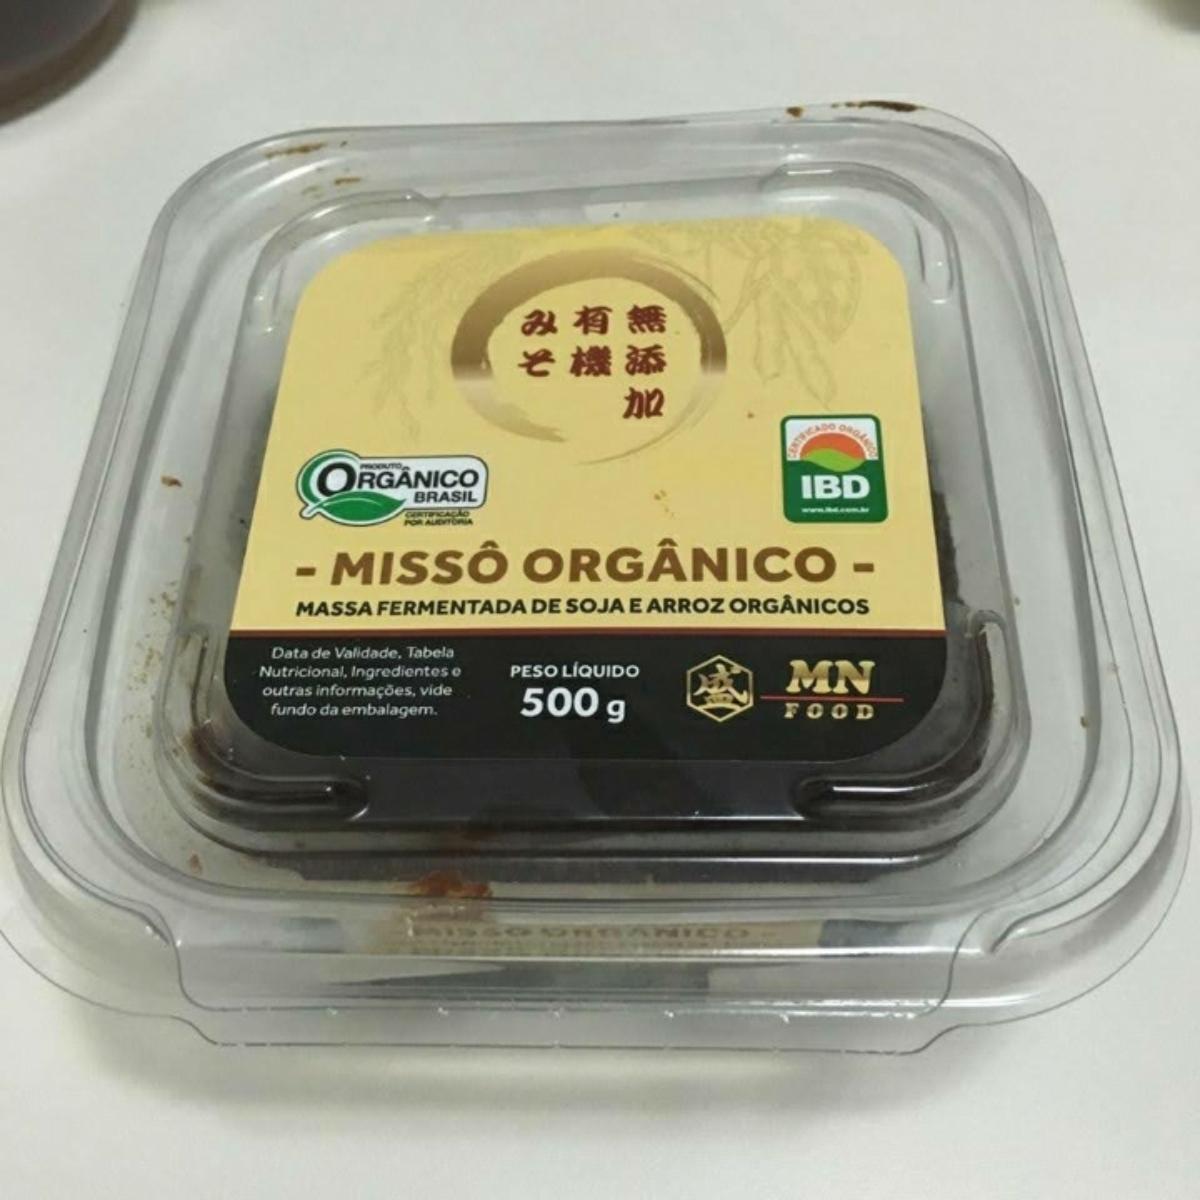 無添加
有機
みそ
PRODUTO
ORGÂNICO
BRASIL
CERTIFICAÇÃO
POR AUDITORIA
CERTIFICADO ORGÂNICO
IBD
www.ibd.com.br
- MISSÔ ORGÂNICO -
MASSA FERMENTADA DE SOJA E ARROZ ORGÂNICOS
Data de Validade, Tabela
Nutricional, Ingredientes e
outras informações, vide
fundo da embalagem.
PESO LÍQUIDO
500 g
盛
MN
FOOD
MISSÔ ORGÂNICO -